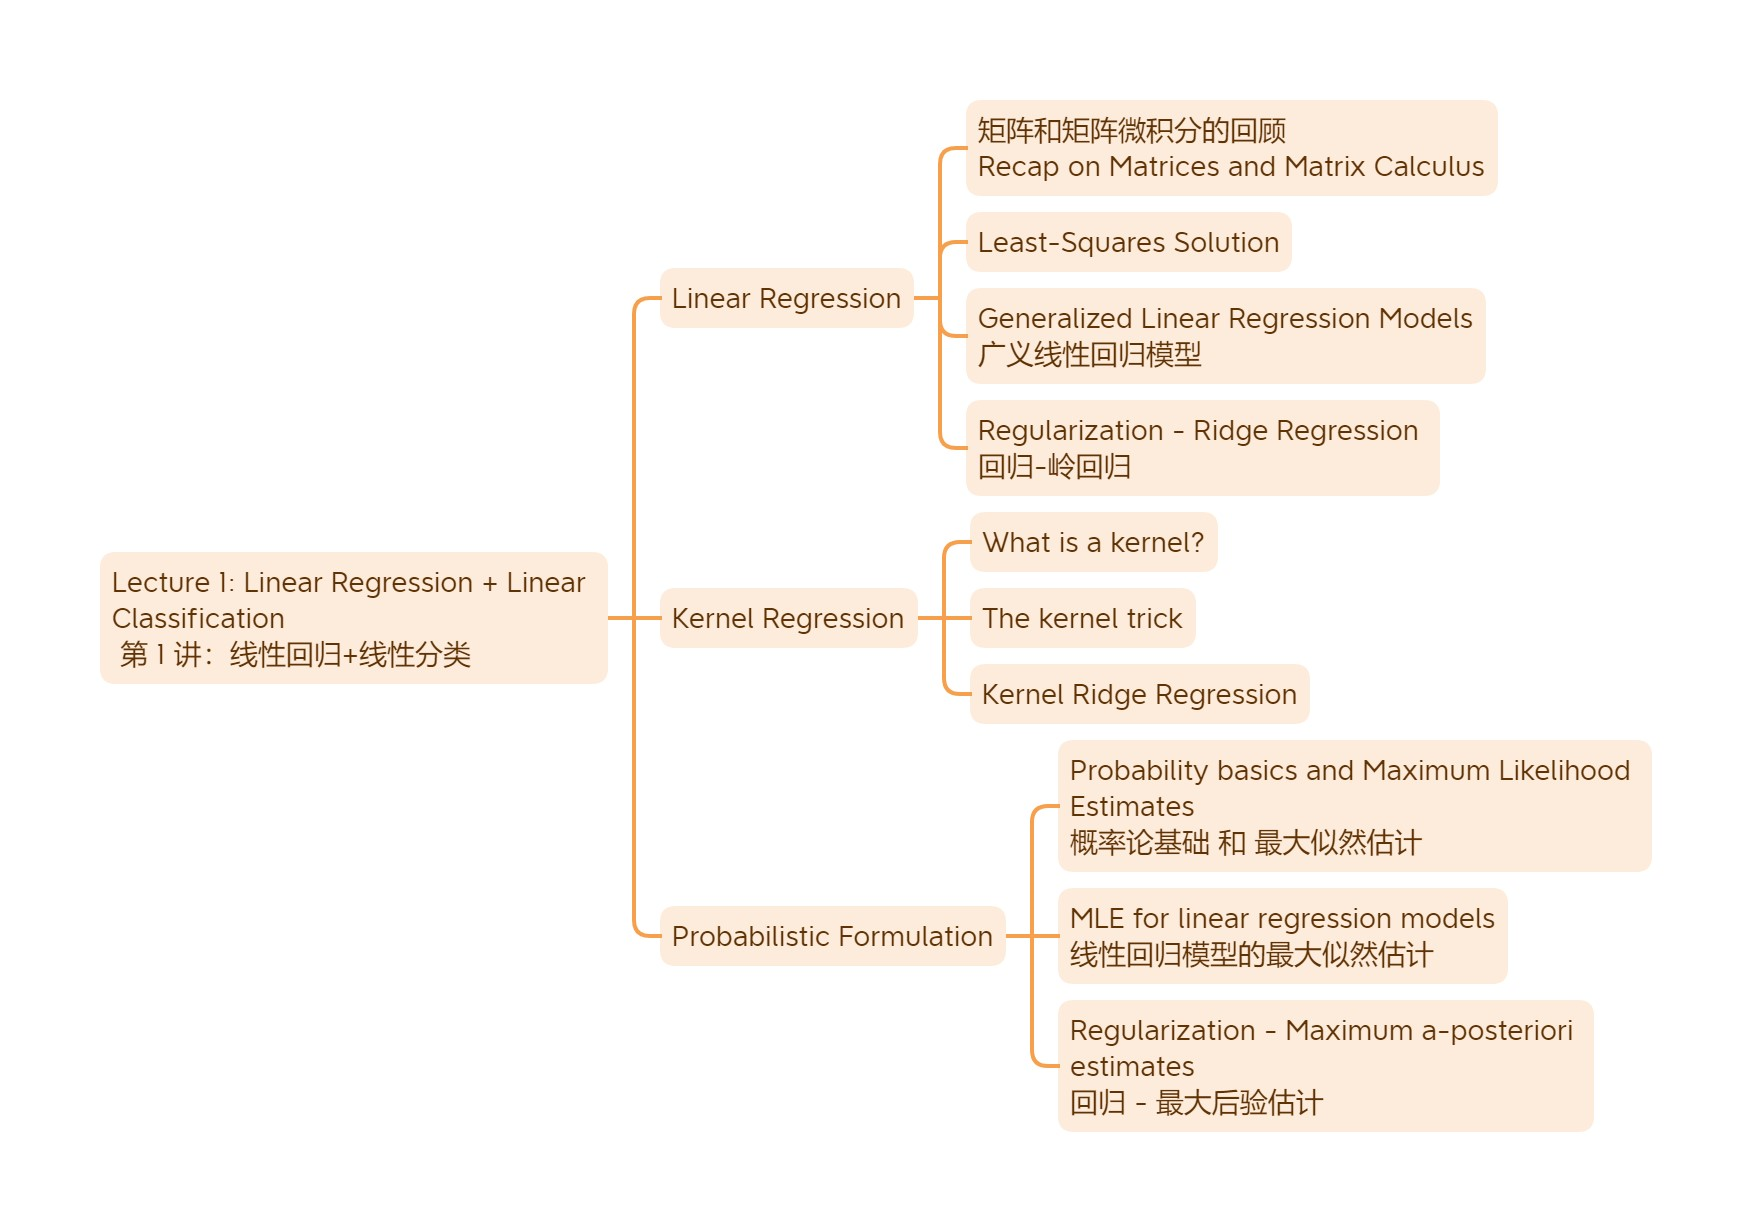 矩阵和矩阵微积分的回顾
Recap on Matrices and Matrix Calculus
Least-Squares Solution
Linear Regression
Generalized Linear Regression Models
广义线性回归模型
Regularization - Ridge Regression
回归-岭回归
What is a kernel?
Lecture 1: Linear Regression + Linear
Classification
第 1 讲：线性回归+线性分类
Kernel Regression
The kernel trick
Kernel Ridge Regression
Probability basics and Maximum Likelihood
Estimates
概率论基础 和 最大似然估计
Probabilistic Formulation
MLE for linear regression models
线性回归模型的最大似然估计
Regularization - Maximum a-posteriori
estimates
回归 - 最大后验估计